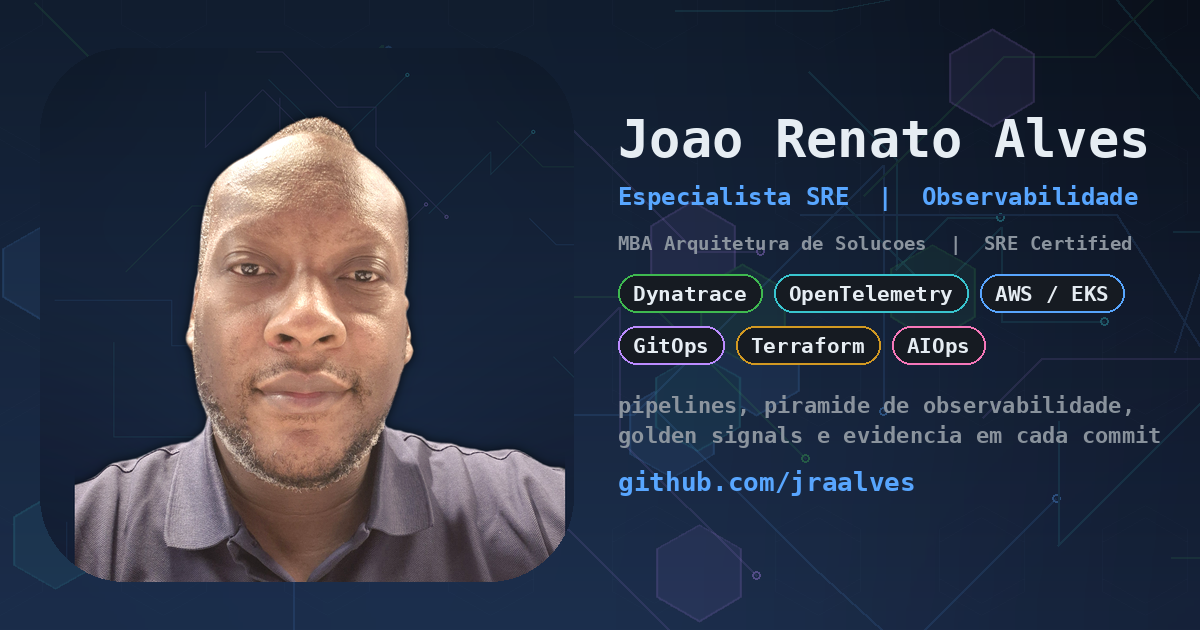 Joao Renato Alves
Especialista SRE | Observabilidade
MBA Arquitetura de Solucoes | SRE Certified
Dynatrace OpenTelemetry AWS / EKS
GitOps Terraform AIOps
pipelines, piramide de observabilidade,
golden signals e evidencia em cada commit
github.com/jraalves